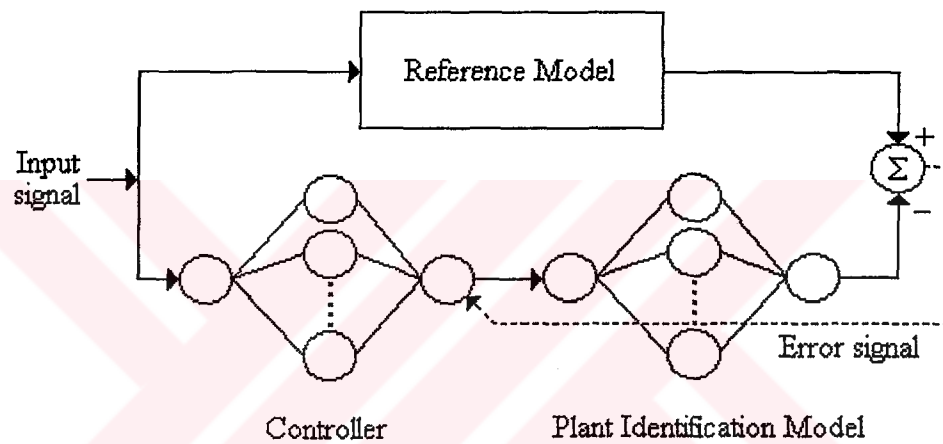 Reference Model
Input
signal
+
Σ
−
Error signal
Controller
Plant Identification Model